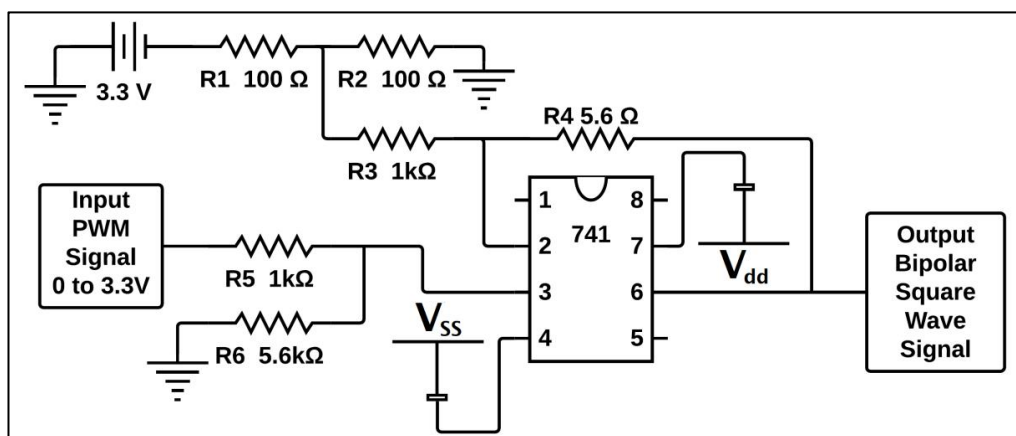 3.3 V
R1 100 Ω
R2 100 Ω
R3 1kΩ
R4 5.6 Ω
Input
PWM
Signal
0 to 3.3V
R5 1kΩ
R6 5.6kΩ
VSS
741
1
2
3
4
8
7
6
5
Vdd
Output
Bipolar
Square
Wave
Signal